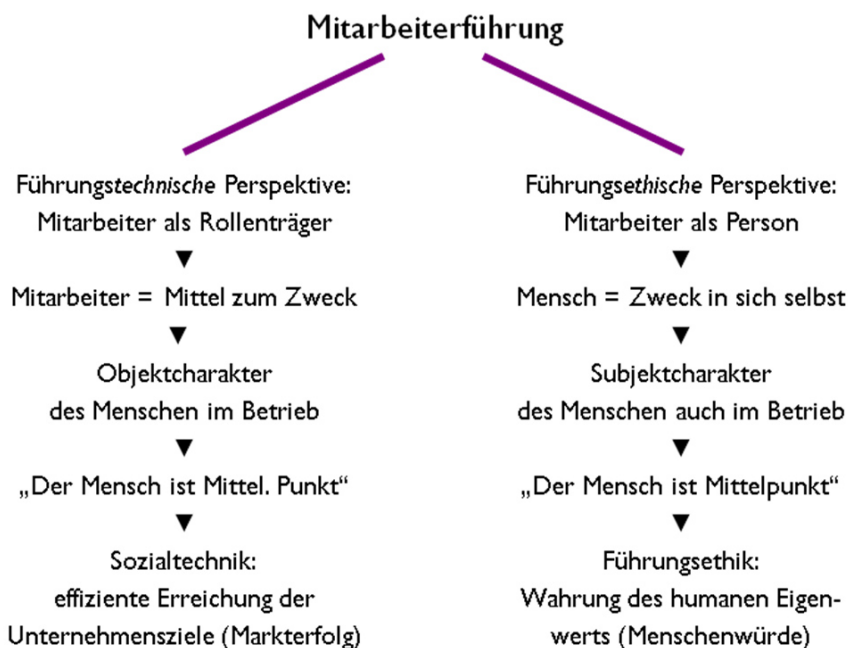 Mitarbeiterführung
Führungstechnische Perspektive:
Mitarbeiter als Rollenträger
Mitarbeiter = Mittel zum Zweck
Objektcharakter
des Menschen im Betrieb
„Der Mensch ist Mittel. Punkt“
Sozialtechnik:
effiziente Erreichung der
Unternehmensziele (Markterfolg)
Führungsethische Perspektive:
Mitarbeiter als Person
Mensch = Zweck in sich selbst
Subjektcharakter
des Menschen auch im Betrieb
„Der Mensch ist Mittelpunkt“
Führungsethik:
Wahrung des humanen Eigen-
werts (Menschenwürde)